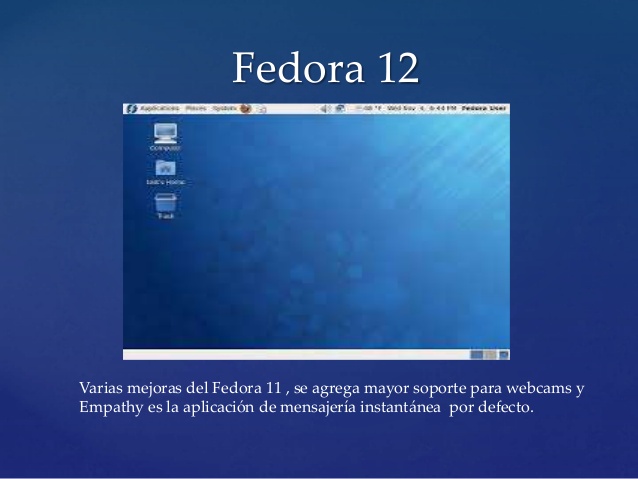 Fedora 12
Applications Places System Wed Nov 4, 6:44 PM Fedora User
Computer
test's Home
Trash
Varias mejoras del Fedora 11 , se agrega mayor soporte para webcams y
Empathy es la aplicación de mensajería instantánea por defecto.